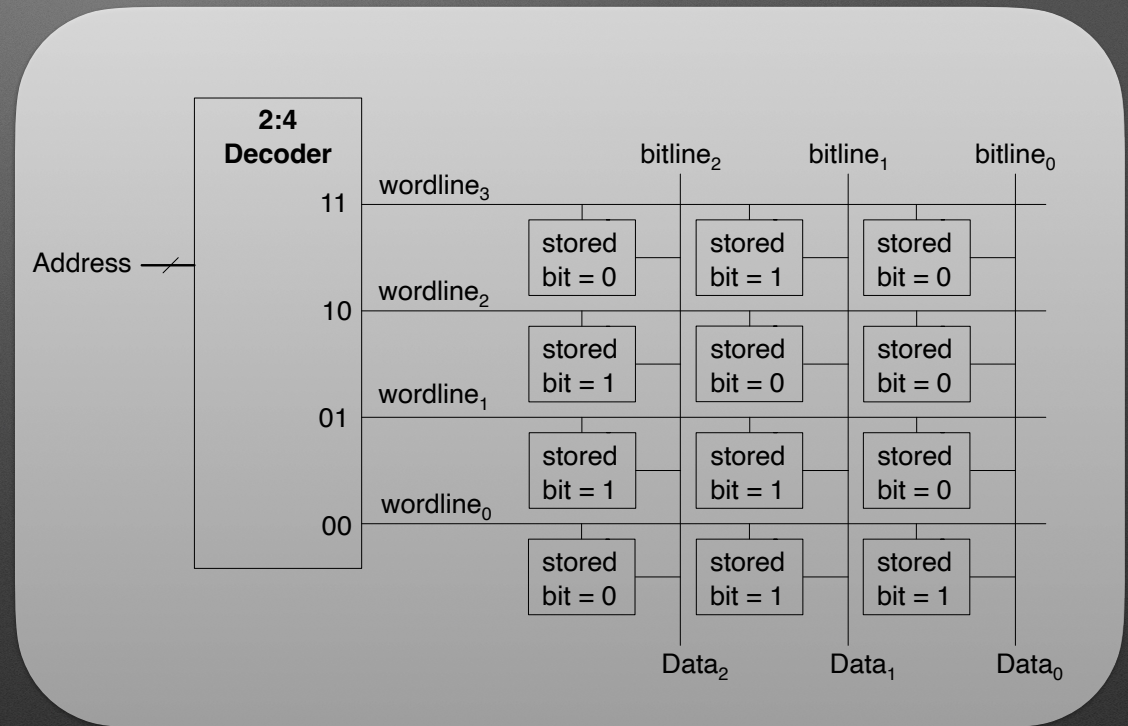 2:4
Decoder
bitline₂ bitline₁ bitline₀
wordline₃
11
stored stored stored
bit = 0 bit = 1 bit = 0
Address
wordline₂
10
stored stored stored
bit = 1 bit = 0 bit = 0
wordline₁
01
stored stored stored
bit = 1 bit = 1 bit = 0
wordline₀
00
stored stored stored
bit = 0 bit = 1 bit = 1
Data₂ Data₁ Data₀